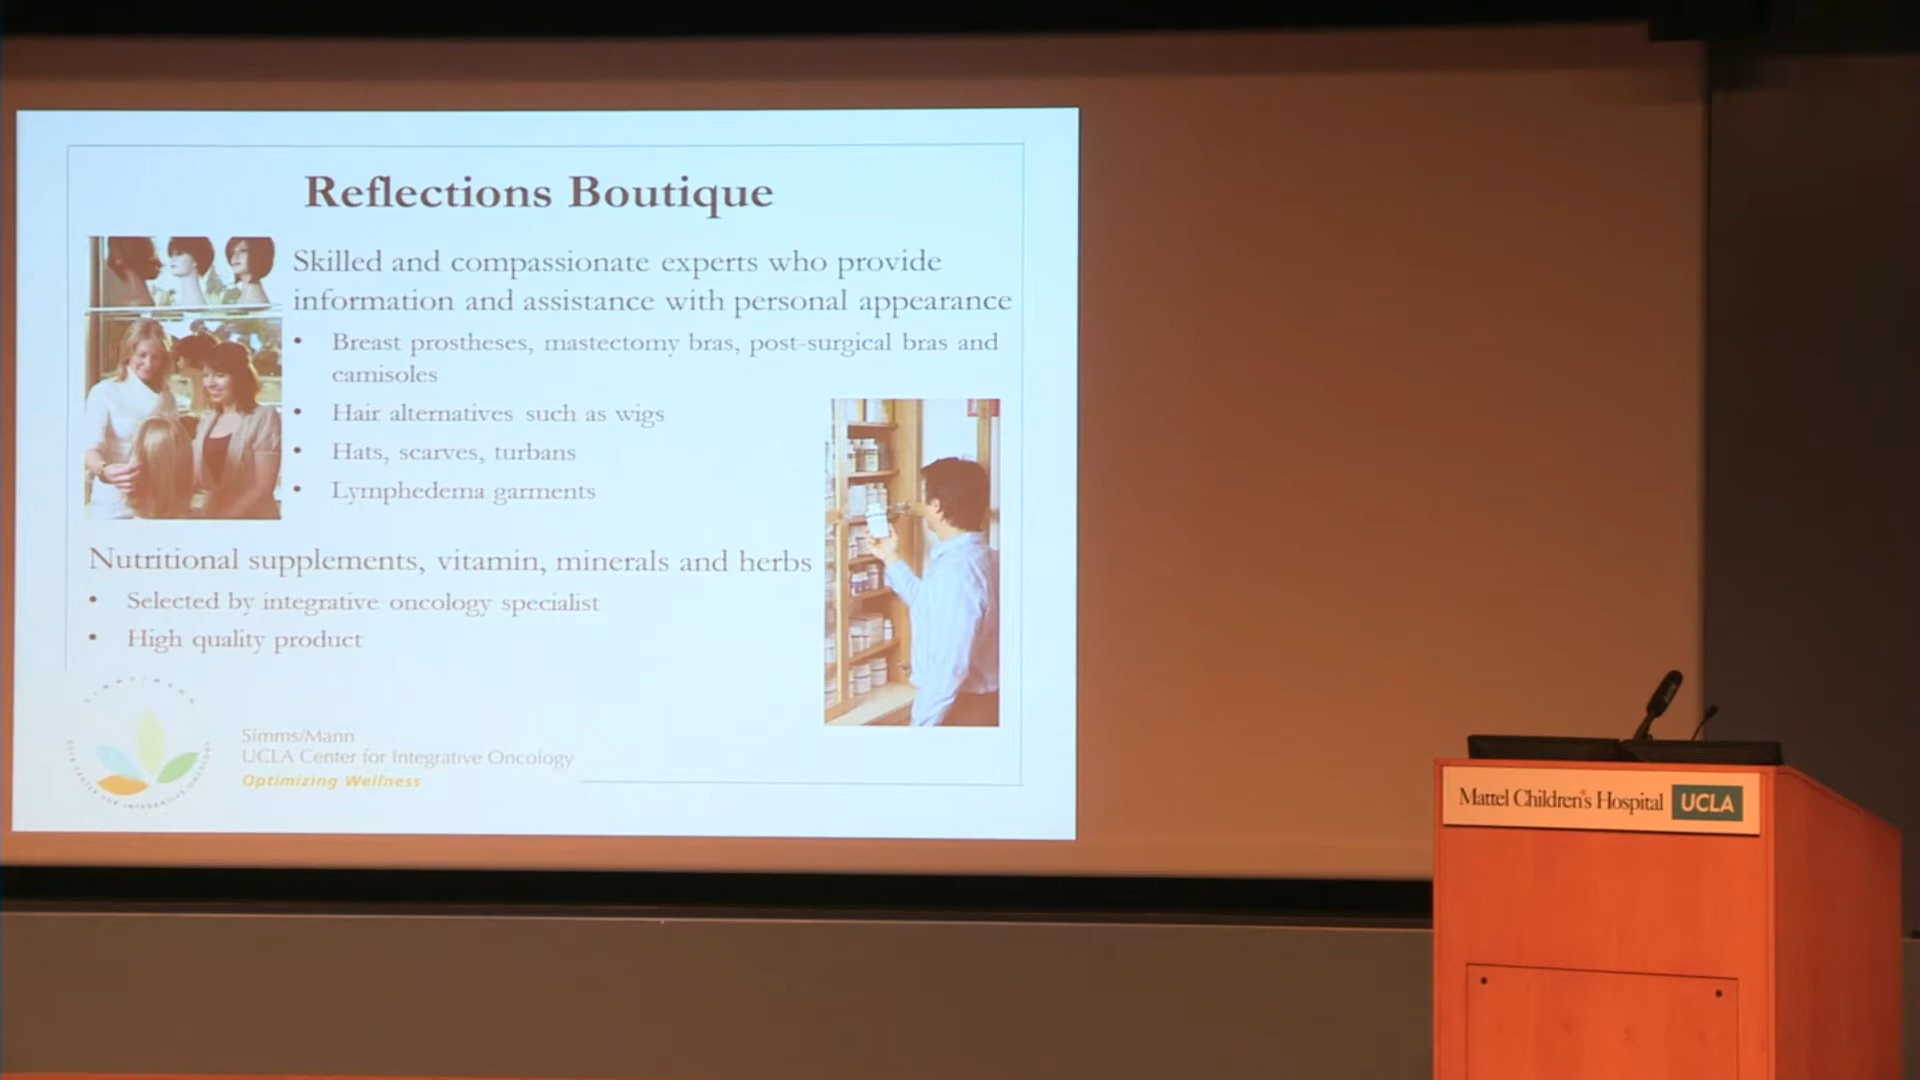 Reflections Boutique
Skilled and compassionate experts who provide
information and assistance with personal appearance
• Breast prostheses, mastectomy bras, post-surgical bras and
camisoles
• Hair alternatives such as wigs
• Hats, scarves, turbans
• Lymphedema garments
Nutritional supplements, vitamin, minerals and herbs
• Selected by integrative oncology specialist
• High quality product
Simms/Mann
UCLA Center for Integrative Oncology
Optimizing Wellness
Mattel Children's Hospital UCLA